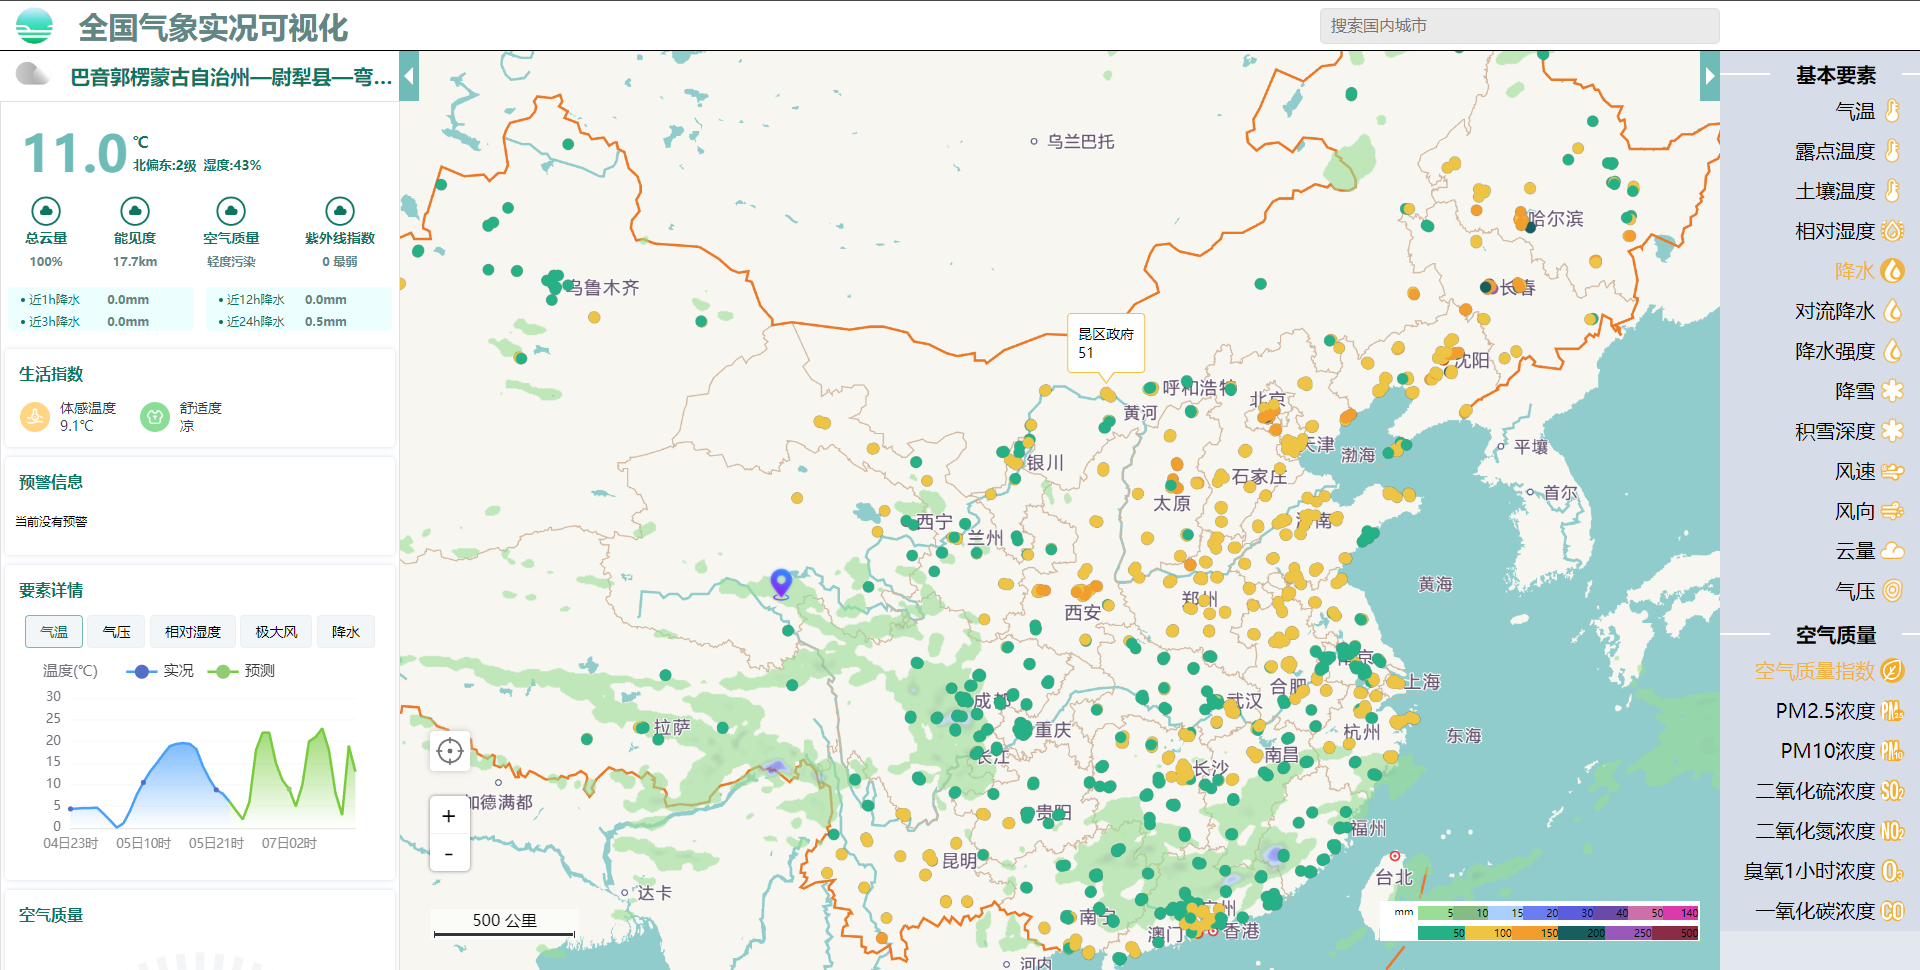 全国气象实况可视化
搜索国内城市
巴音郭楞蒙古自治州—尉犁县—弯...
11.0 ℃
北偏东:2级 湿度:43%
总云量 能见度 空气质量 紫外线指数
100% 17.7km 轻度污染 0 最弱
• 近1h降水 0.0mm • 近12h降水 0.0mm
• 近3h降水 0.0mm • 近24h降水 0.5mm
生活指数
体感温度 舒适度
9.1℃ 凉
预警信息
当前没有预警
要素详情
气温 气压 相对湿度 极大风 降水
温度(℃) 实况 预测
30
25
20
15
10
5
0
04日23时 05日10时 05日21时 07日02时
空气质量
乌兰巴托
哈尔滨
乌鲁木齐
长春
昆区政府
51
沈阳
呼和浩特
北京
黄河
天津
渤海
平壤
银川
石家庄
首尔
太原
西宁
济南
兰州
黄海
郑州
西安
南京
合肥
上海
成都
武汉
拉萨
重庆
杭州
东海
长江
南昌
长沙
加德满都
贵阳
福州
昆明
台北
达卡
广州
南宁
澳门
香港
河内
+
-
500 公里
mm 5 10 15 20 30 40 50 140
50 100 150 200 250 500
基本要素
气温
露点温度
土壤温度
相对湿度
降水
对流降水
降水强度
降雪
积雪深度
风速
风向
云量
气压
空气质量
空气质量指数
PM2.5浓度 PM2.5
PM10浓度 PM10
二氧化硫浓度 SO2
二氧化氮浓度 NO2
臭氧1小时浓度 O3
一氧化碳浓度 CO